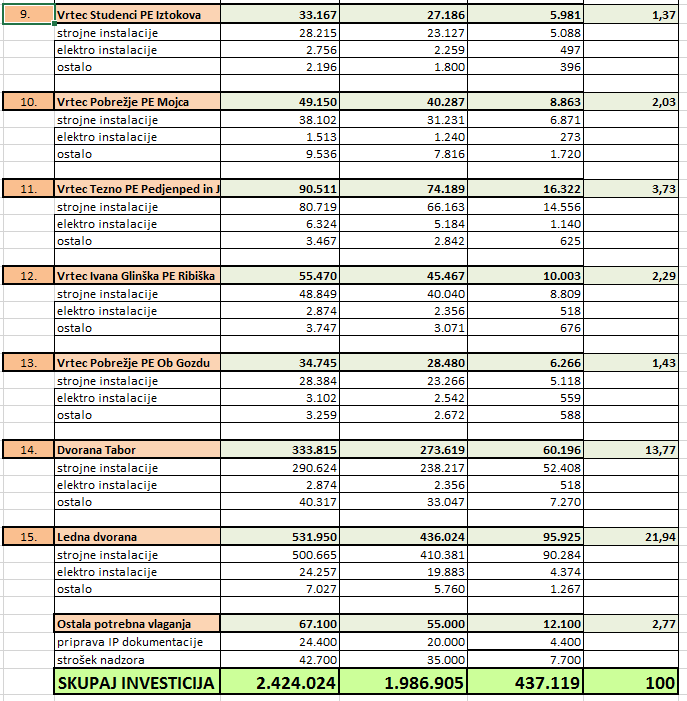 9. Vrtec Studenci PE Iztokova 33.167 27.186 5.981 1,37
strojne instalacije 28.215 23.127 5.088
elektro instalacije 2.756 2.259 497
ostalo 2.196 1.800 396
10. Vrtec Pobrežje PE Mojca 49.150 40.287 8.863 2,03
strojne instalacije 38.102 31.231 6.871
elektro instalacije 1.513 1.240 273
ostalo 9.536 7.816 1.720
11. Vrtec Tezno PE Pedjenped in J 90.511 74.189 16.322 3,73
strojne instalacije 80.719 66.163 14.556
elektro instalacije 6.324 5.184 1.140
ostalo 3.467 2.842 625
12. Vrtec Ivana Glinška PE Ribiška 55.470 45.467 10.003 2,29
strojne instalacije 48.849 40.040 8.809
elektro instalacije 2.874 2.356 518
ostalo 3.747 3.071 676
13. Vrtec Pobrežje PE Ob Gozdu 34.745 28.480 6.266 1,43
strojne instalacije 28.384 23.266 5.118
elektro instalacije 3.102 2.542 559
ostalo 3.259 2.672 588
14. Dvorana Tabor 333.815 273.619 60.196 13,77
strojne instalacije 290.624 238.217 52.408
elektro instalacije 2.874 2.356 518
ostalo 40.317 33.047 7.270
15. Ledna dvorana 531.950 436.024 95.925 21,94
strojne instalacije 500.665 410.381 90.284
elektro instalacije 24.257 19.883 4.374
ostalo 7.027 5.760 1.267
Ostala potrebna vlaganja 67.100 55.000 12.100 2,77
priprava IP dokumentacije 24.400 20.000 4.400
strošek nadzora 42.700 35.000 7.700
SKUPAJ INVESTICIJA 2.424.024 1.986.905 437.119 100